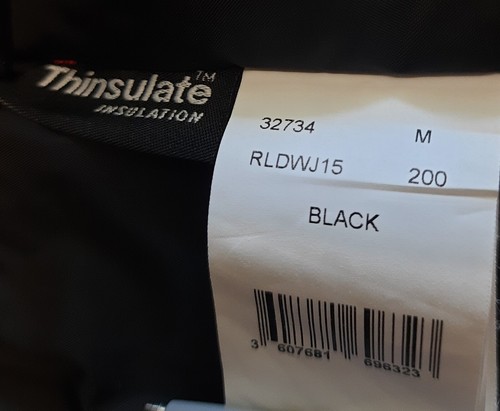 Thinsulate™
INSULATION
32734 M
RLDWJ15 200
BLACK
3 607681 696323